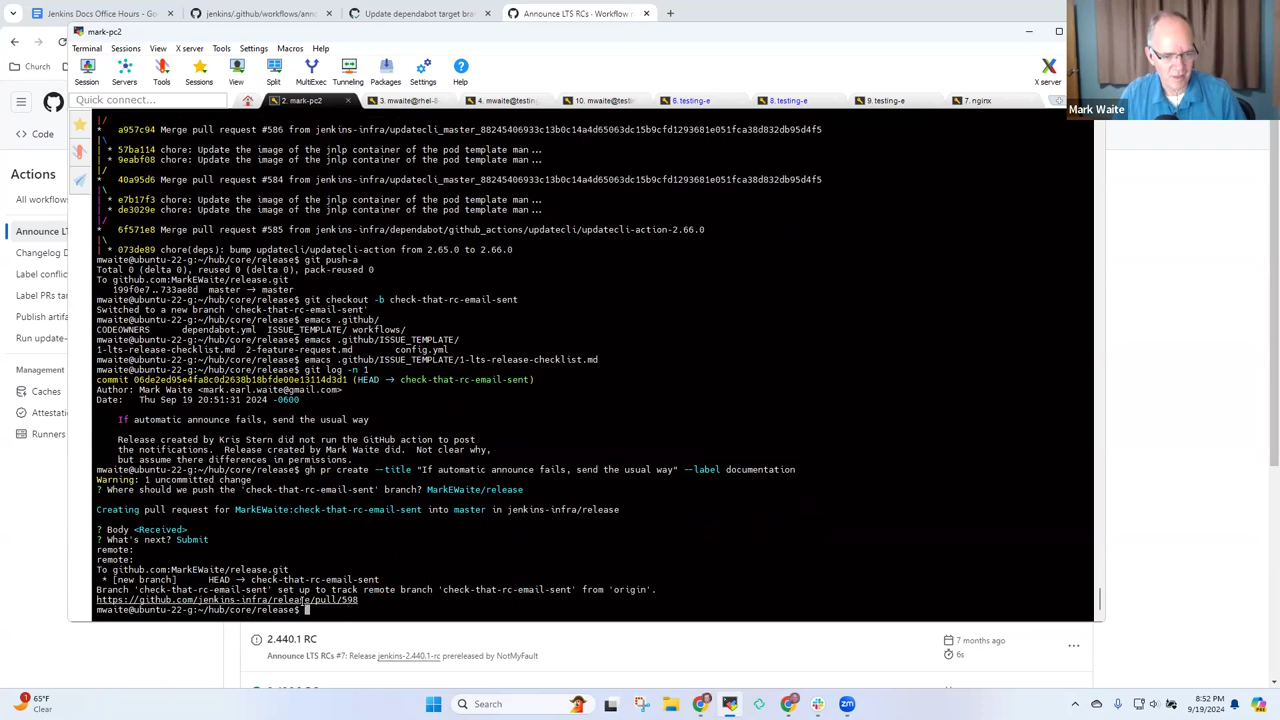 Jenkins Docs Office Hours - Go
jenkins/.github/workflows/anno
Update dependabot target bra
Announce LTS RCs - Workflow r
mark-pc2
Terminal Sessions View X server Tools Settings Macros Help
Session Servers Tools Sessions View Split MultiExec Tunneling Packages Settings Help
X server
Quick connect...
2. mark-pc2
3. mwaite@rhel-8
4. mwaite@testing
10. mwaite@testi
6. testing-e
8. testing-e
9. testing-e
7. nginx
Mark Waite
Church
Code
Actions
All workflows
Announce L
Changelog D
Label conflict
Label PRs tar
Publish artifa
Run update-
Management
Caches
Attestatio
Runners
|/
* a957c94 Merge pull request #586 from jenkins-infra/updatecli_master_88245406933c13b0c14a4d65063dc15b9cfd1293681e051fca38d832db95d4f5
|\
| * 57ba114 chore: Update the image of the jnlp container of the pod template man...
| * 9eabf08 chore: Update the image of the jnlp container of the pod template man...
|/
* 40a95d6 Merge pull request #584 from jenkins-infra/updatecli_master_88245406933c13b0c14a4d65063dc15b9cfd1293681e051fca38d832db95d4f5
|\
| * e7b17f3 chore: Update the image of the jnlp container of the pod template man...
| * de3029e chore: Update the image of the jnlp container of the pod template man...
|/
* 6f571e8 Merge pull request #585 from jenkins-infra/dependabot/github_actions/updatecli/updatecli-action-2.66.0
|\
| * 073de89 chore(deps): bump updatecli/updatecli-action from 2.65.0 to 2.66.0
mwaite@ubuntu-22-g:~/hub/core/release$ git push-a
Total 0 (delta 0), reused 0 (delta 0), pack-reused 0
To github.com:MarkEWaite/release.git
199f0e7..733ae8d master -> master
mwaite@ubuntu-22-g:~/hub/core/release$ git checkout -b check-that-rc-email-sent
Switched to a new branch 'check-that-rc-email-sent'
mwaite@ubuntu-22-g:~/hub/core/release$ emacs .github/
CODEOWNERS dependabot.yml ISSUE_TEMPLATE/ workflows/
mwaite@ubuntu-22-g:~/hub/core/release$ emacs .github/ISSUE_TEMPLATE/
1-lts-release-checklist.md 2-feature-request.md config.yml
mwaite@ubuntu-22-g:~/hub/core/release$ emacs .github/ISSUE_TEMPLATE/1-lts-release-checklist.md
mwaite@ubuntu-22-g:~/hub/core/release$ git log -n 1
commit 06de2ed95e4fa8c0d2638b18bfde00e13114d3d1 (HEAD -> check-that-rc-email-sent)
Author: Mark Waite <mark.earl.waite@gmail.com>
Date: Thu Sep 19 20:51:31 2024 -0600
If automatic announce fails, send the usual way
Release created by Kris Stern did not run the GitHub action to post
the notifications. Release created by Mark Waite did. Not clear why,
but assume there differences in permissions.
mwaite@ubuntu-22-g:~/hub/core/release$ gh pr create --title "If automatic announce fails, send the usual way" --label documentation
Warning: 1 uncommitted change
? Where should we push the 'check-that-rc-email-sent' branch? MarkEWaite/release
Creating pull request for MarkEWaite:check-that-rc-email-sent into master in jenkins-infra/release
? Body <Received>
? What's next? Submit
remote:
remote:
To github.com:MarkEWaite/release.git
* [new branch] HEAD -> check-that-rc-email-sent
Branch 'check-that-rc-email-sent' set up to track remote branch 'check-that-rc-email-sent' from 'origin'.
https://github.com/jenkins-infra/release/pull/598
mwaite@ubuntu-22-g:~/hub/core/release$
2.440.1 RC
7 months ago
Announce LTS RCs #7: Release jenkins-2.440.1-rc prereleased by NotMyFault
6s
65°F
Clear
Search
8:52 PM
9/19/2024